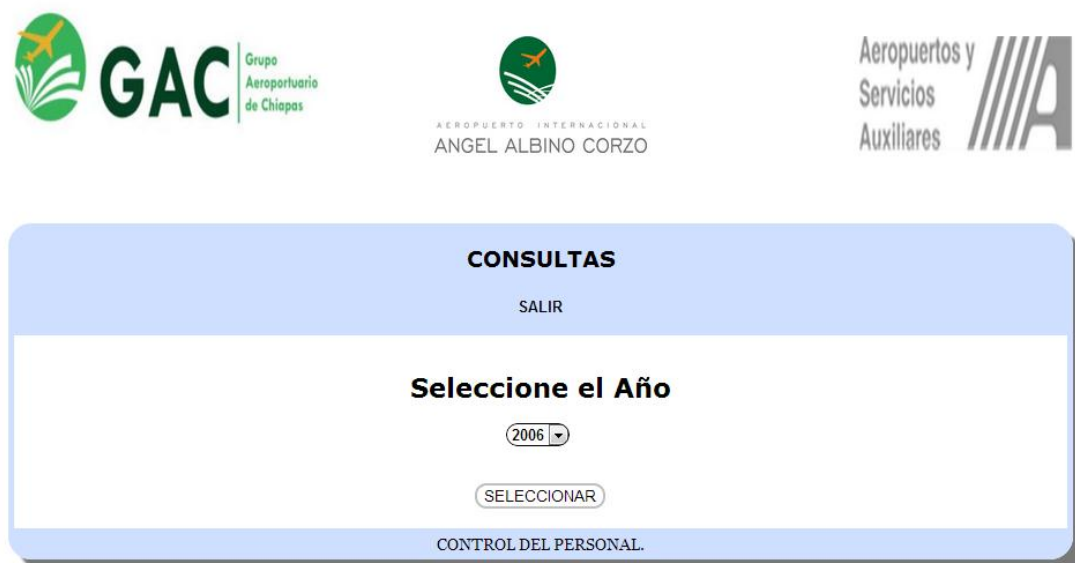 GAC
Grupo
Aeroportuario
de Chiapas
AEROPUERTO INTERNACIONAL
ANGEL ALBINO CORZO
Aeropuertos y
Servicios
Auxiliares
CONSULTAS
SALIR
Seleccione el Año
2006
SELECCIONAR
CONTROL DEL PERSONAL.